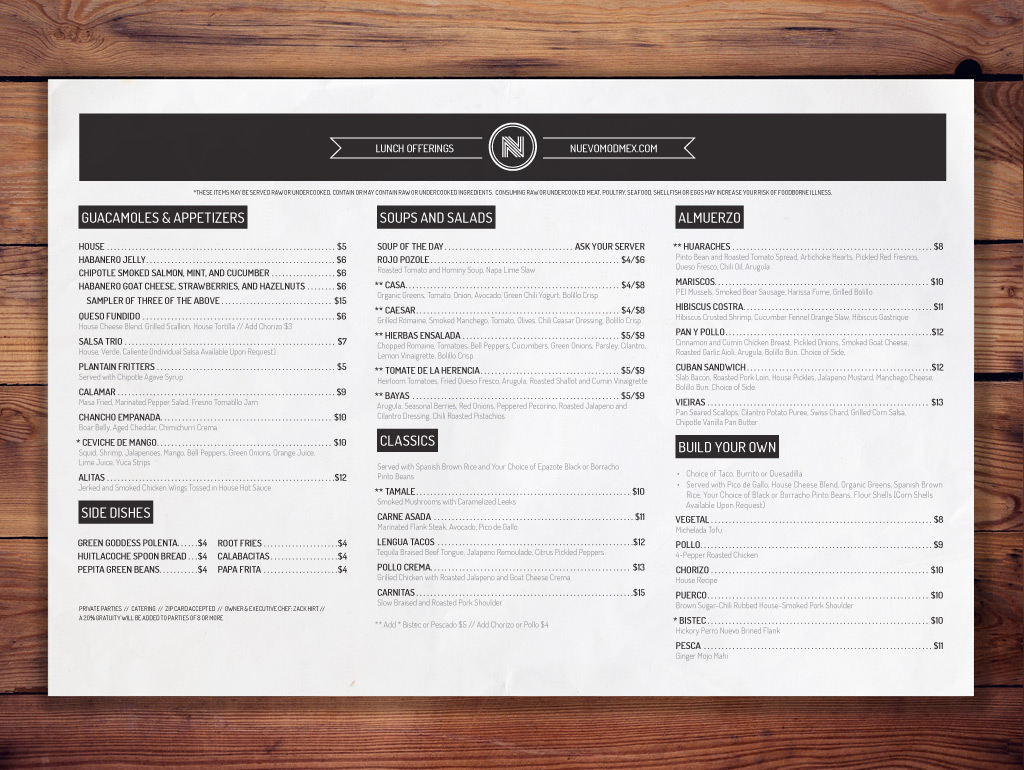 LUNCH OFFERINGS
N
NUEVOMODMEX.COM
*THESE ITEMS MAY BE SERVED RAW OR UNDERCOOKED, CONTAIN OR MAY CONTAIN RAW OR UNDERCOOKED INGREDIENTS. CONSUMING RAW OR UNDERCOOKED MEAT, POULTRY, SEAFOOD, SHELLFISH OR EGGS MAY INCREASE YOUR RISK OF FOODBORNE ILLNESS.
GUACAMOLES & APPETIZERS
HOUSE $5
HABANERO JELLY $6
CHIPOTLE SMOKED SALMON, MINT, AND CUCUMBER $6
HABANERO GOAT CHEESE, STRAWBERRIES, AND HAZELNUTS $6
SAMPLER OF THREE OF THE ABOVE $15
QUESO FUNDIDO $6
House Cheese Blend, Grilled Scallion, House Tortilla // Add Chorizo $3
SALSA TRIO $7
House, Verde, Caliente (Individual Salsa Available Upon Request)
PLANTAIN FRITTERS $5
Served with Chipotle Agave Syrup
CALAMAR $9
Masa Fried, Marinated Pepper Salad, Fresno Tomatillo Jam
CHANCHO EMPANADA $10
Boar Belly, Aged Cheddar, Chimichurri Crema
* CEVICHE DE MANGO $10
Squid, Shrimp, Jalapenoes, Mango, Bell Peppers, Green Onions, Orange Juice,
Lime Juice, Yuca Strips
ALITAS $12
Jerked and Smoked Chicken Wings Tossed in House Hot Sauce
SIDE DISHES
GREEN GODDESS POLENTA $4 ROOT FRIES $4
HUITLACOCHE SPOON BREAD $4 CALABACITAS $4
PEPITA GREEN BEANS $4 PAPA FRITA $4
PRIVATE PARTIES // CATERING // ZIP CARD ACCEPTED // OWNER & EXECUTIVE CHEF: ZACK HIRT //
A 20% GRATUITY WILL BE ADDED TO PARTIES OF 8 OR MORE
SOUPS AND SALADS
SOUP OF THE DAY ASK YOUR SERVER
ROJO POZOLE $4/$6
Roasted Tomato and Hominy Soup, Napa Lime Slaw
** CASA $4/$8
Organic Greens, Tomato, Onion, Avocado, Green Chili Yogurt, Bolillo Crisp
** CAESAR $4/$8
Grilled Romaine, Smoked Manchego, Tomato, Olives, Chili Ceasar Dressing, Bolillo Crisp
** HIERBAS ENSALADA $5/$9
Chopped Romaine, Tomatoes, Bell Peppers, Cucumbers, Green Onions, Parsley, Cilantro,
Lemon Vinaigrette, Bolillo Crisp
** TOMATE DE LA HERENCIA $5/$9
Heirloom Tomatoes, Fried Queso Fresco, Arugula, Roasted Shallot and Cumin Vinagrette
** BAYAS $5/$9
Arugula, Seasonal Berries, Red Onions, Peppered Pecorino, Roasted Jalapeno and
Cilantro Dressing, Chili Roasted Pistachios
CLASSICS
Served with Spanish Brown Rice and Your Choice of Epazote Black or Borracho
Pinto Beans
** TAMALE $10
Smoked Mushrooms with Caramelized Leeks
CARNE ASADA $11
Marinated Flank Steak, Avocado, Pico de Gallo
LENGUA TACOS $12
Tequila Braised Beef Tongue, Jalapeno Remoulade, Citrus Pickled Peppers
POLLO CREMA $13
Grilled Chicken with Roasted Jalapeno and Goat Cheese Crema
CARNITAS $15
Slow Braised and Roasted Pork Shoulder
** Add * Bistec or Pescado $5 // Add Chorizo or Pollo $4
ALMUERZO
** HUARACHES $8
Pinto Bean and Roasted Tomato Spread, Artichoke Hearts, Pickled Red Fresnos,
Queso Fresco, Chili Oil, Arugula
MARISCOS $10
PEI Mussels, Smoked Boar Sausage, Harissa Fume, Grilled Bolillo
HIBISCUS COSTRA $11
Hibiscus Crusted Shrimp, Cucumber Fennel Orange Slaw, Hibiscus Gastrique
PAN Y POLLO $12
Cinnamon and Cumin Chicken Breast, Pickled Onions, Smoked Goat Cheese,
Roasted Garlic Aioli, Arugula, Bolillo Bun, Choice of Side.
CUBAN SANDWICH $12
Slab Bacon, Roasted Pork Loin, House Pickles, Jalapeno Mustard, Manchego Cheese,
Bolillo Bun, Choice of Side
VIEIRAS $13
Pan Seared Scallops, Cilantro Potato Puree, Swiss Chard, Grilled Corn Salsa,
Chipotle Vanilla Pan Butter
BUILD YOUR OWN
• Choice of Taco, Burrito or Quesadilla
• Served with Pico de Gallo, House Cheese Blend, Organic Greens, Spanish Brown
Rice, Your Choice of Black or Borracho Pinto Beans, Flour Shells (Corn Shells
Available Upon Request)
VEGETAL $8
Michelada Tofu
POLLO $9
4-Pepper Roasted Chicken
CHORIZO $10
House Recipe
PUERCO $10
Brown Sugar-Chili Rubbed House-Smoked Pork Shoulder
* BISTEC $10
Hickory Perro Nuevo Brined Flank
PESCA $11
Ginger Mojo Mahi